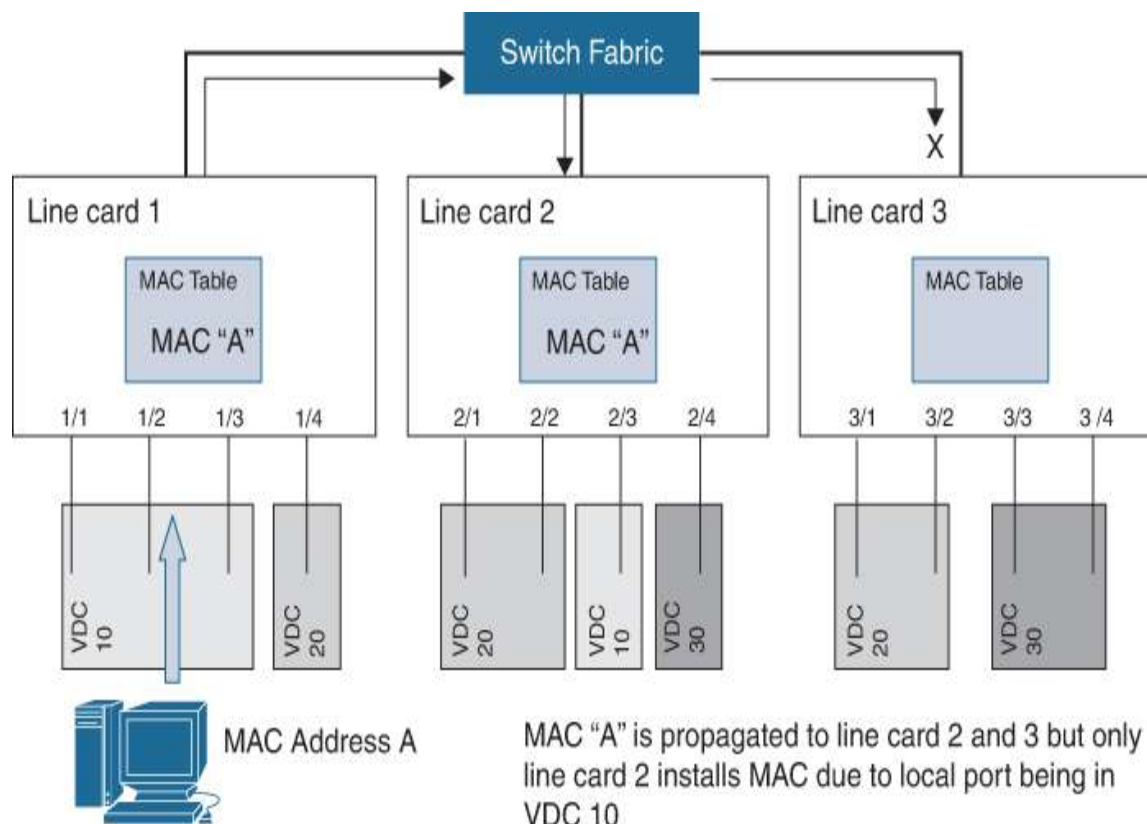 Switch Fabric
X
Line card 1
Line card 2
Line card 3
MAC Table
MAC “A”
MAC Table
MAC “A”
MAC Table
1/1
1/2
1/3
1/4
2/1
2/2
2/3
2/4
3/1
3/2
3/3
3 /4
VDC
10
VDC
20
VDC
20
VDC
10
VDC
30
VDC
20
VDC
30
MAC Address A
MAC “A” is propagated to line card 2 and 3 but only
line card 2 installs MAC due to local port being in
VDC 10